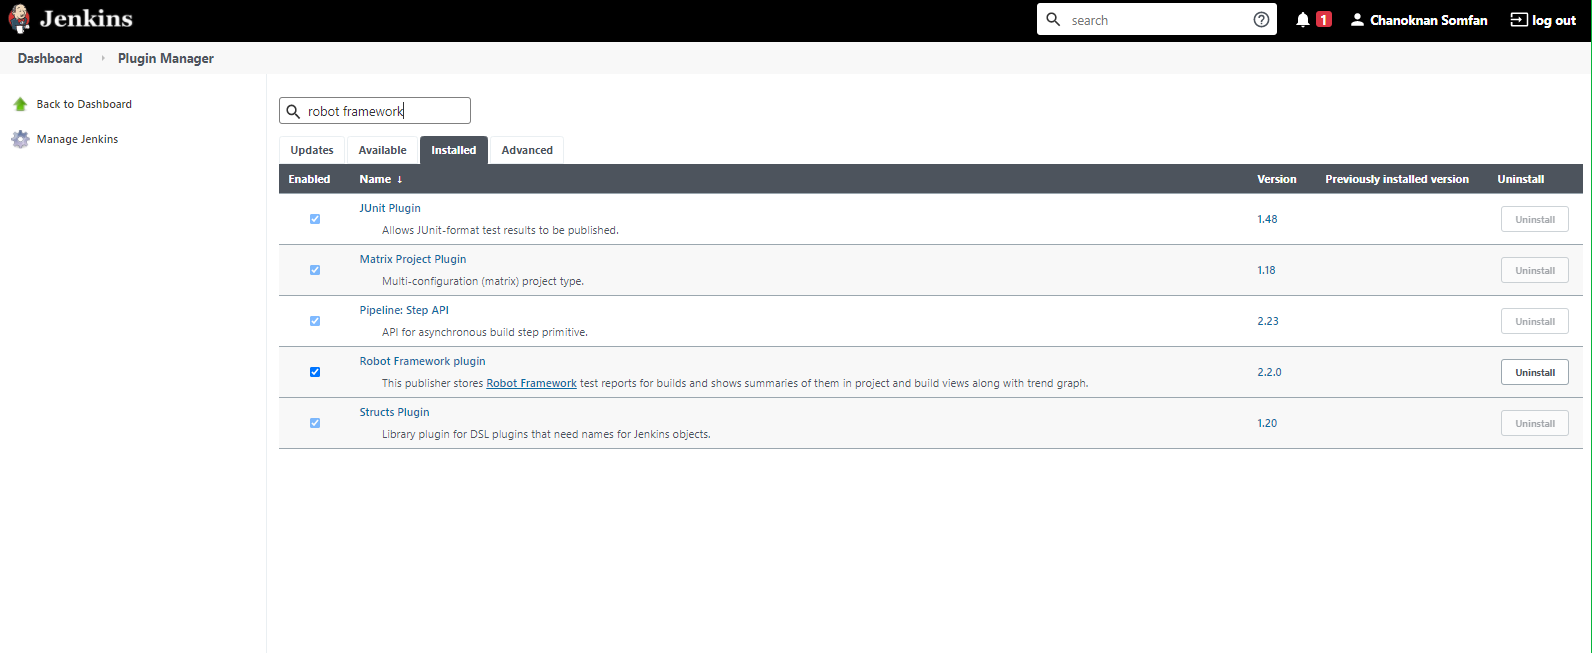 Jenkins
search
1
Chanoknan Somfan
log out
Dashboard
Plugin Manager
Back to Dashboard
Manage Jenkins
robot framework
Updates Available Installed Advanced
Enabled Name ↓ Version Previously installed version Uninstall
JUnit Plugin
Allows JUnit-format test results to be published.
1.48
Uninstall
Matrix Project Plugin
Multi-configuration (matrix) project type.
1.18
Uninstall
Pipeline: Step API
API for asynchronous build step primitive.
2.23
Uninstall
Robot Framework plugin
This publisher stores Robot Framework test reports for builds and shows summaries of them in project and build views along with trend graph.
2.2.0
Uninstall
Structs Plugin
Library plugin for DSL plugins that need names for Jenkins objects.
1.20
Uninstall